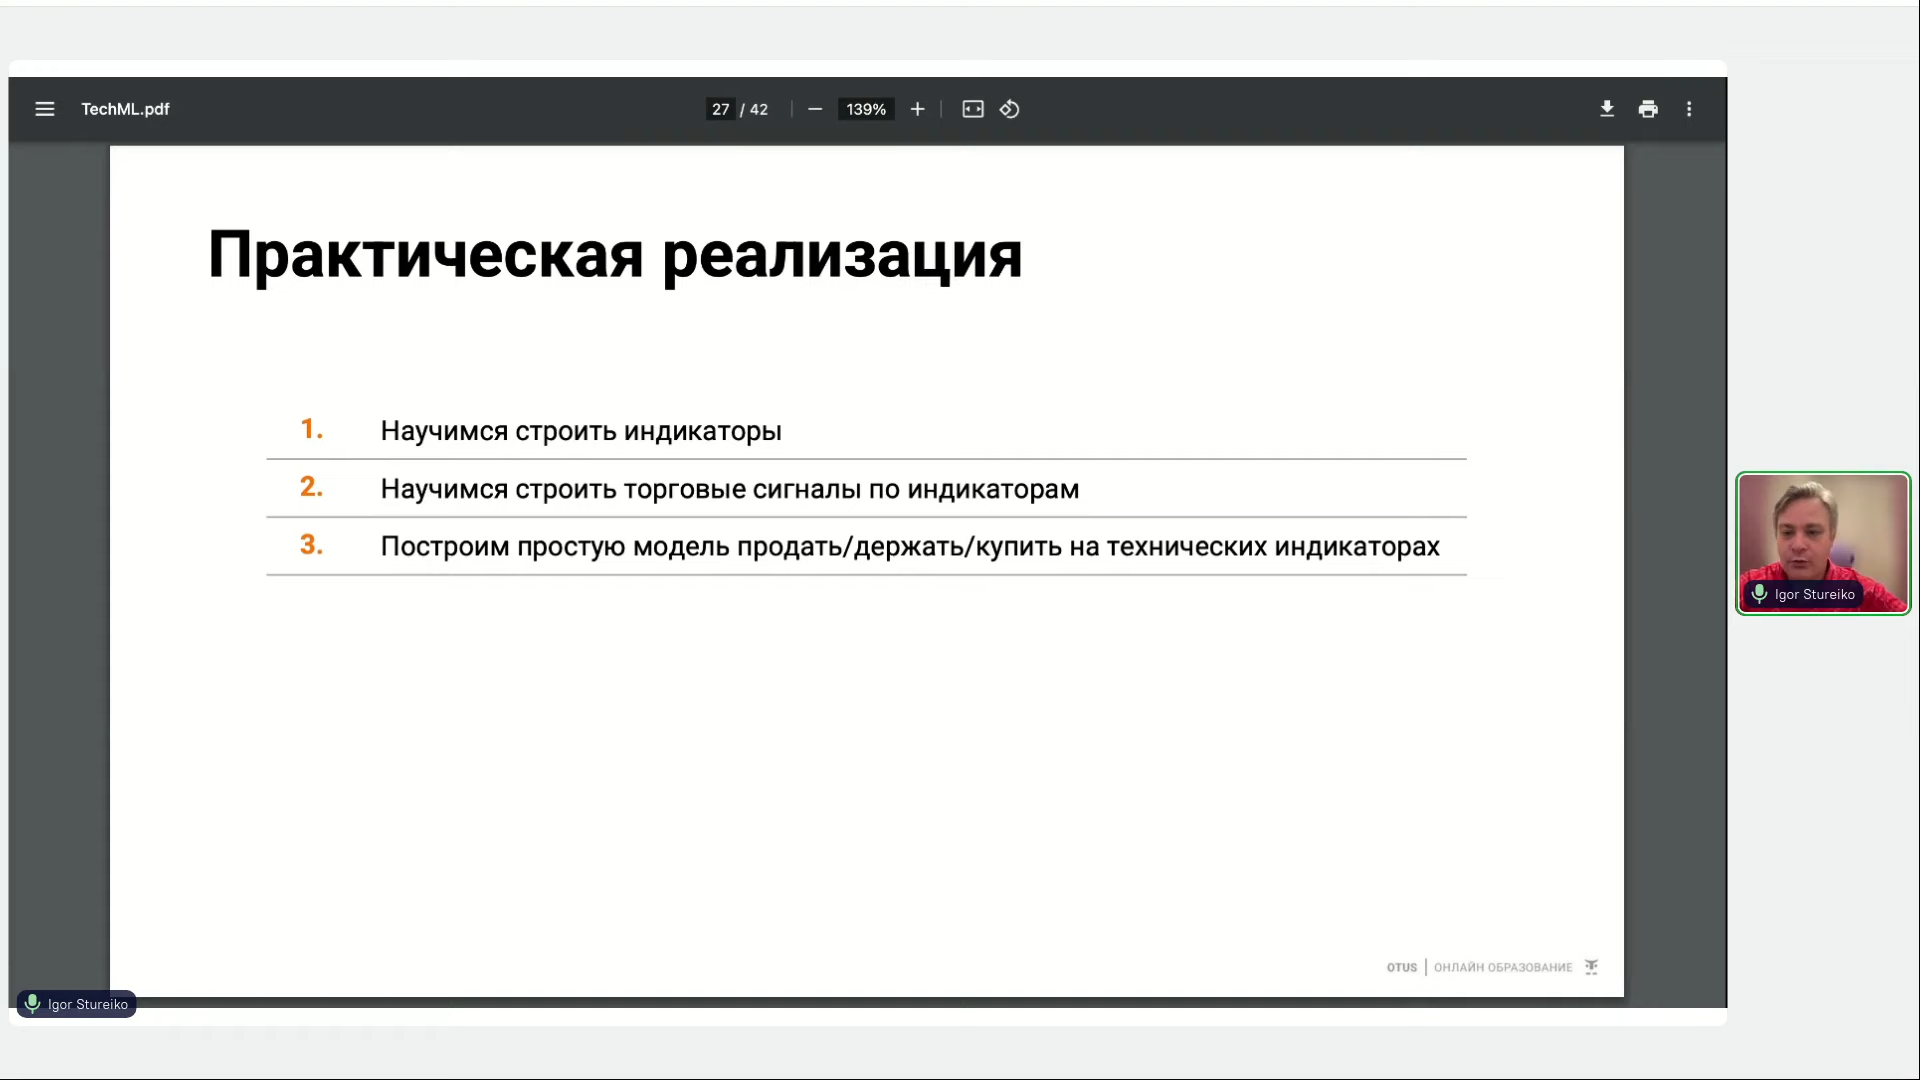 TechML.pdf
27 / 42
139%
Практическая реализация
1. Научимся строить индикаторы
2. Научимся строить торговые сигналы по индикаторам
3. Построим простую модель продать/держать/купить на технических индикаторах
Igor Stureiko
OTUS | ОНЛАЙН ОБРАЗОВАНИЕ
Igor Stureiko